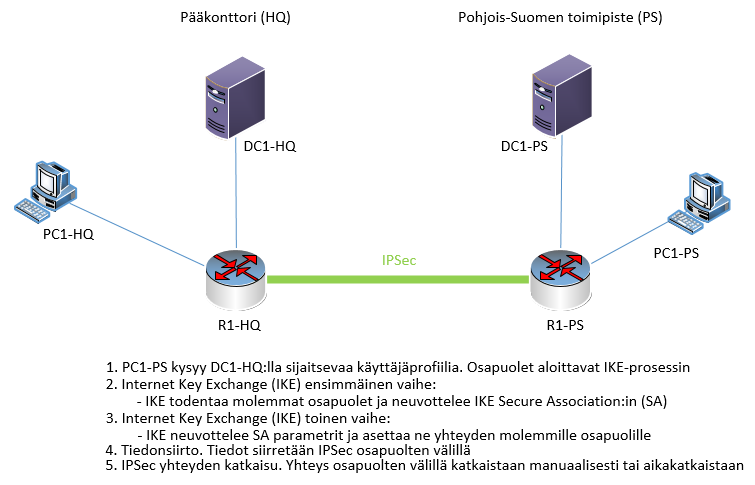 Pääkonttori (HQ)
Pohjois-Suomen toimipiste (PS)
DC1-HQ
DC1-PS
PC1-HQ
PC1-PS
IPSec
R1-HQ
R1-PS
1. PC1-PS kysyy DC1-HQ:lla sijaitsevaa käyttäjäprofiilia. Osapuolet aloittavat IKE-prosessin
2. Internet Key Exchange (IKE) ensimmäinen vaihe:
- IKE todentaa molemmat osapuolet ja neuvottelee IKE Secure Association:in (SA)
3. Internet Key Exchange (IKE) toinen vaihe:
- IKE neuvottelee SA parametrit ja asettaa ne yhteyden molemmille osapuolille
4. Tiedonsiirto. Tiedot siirretään IPSec osapuolten välillä
5. IPSec yhteyden katkaisu. Yhteys osapuolten välillä katkaistaan manuaalisesti tai aikakatkaistaan